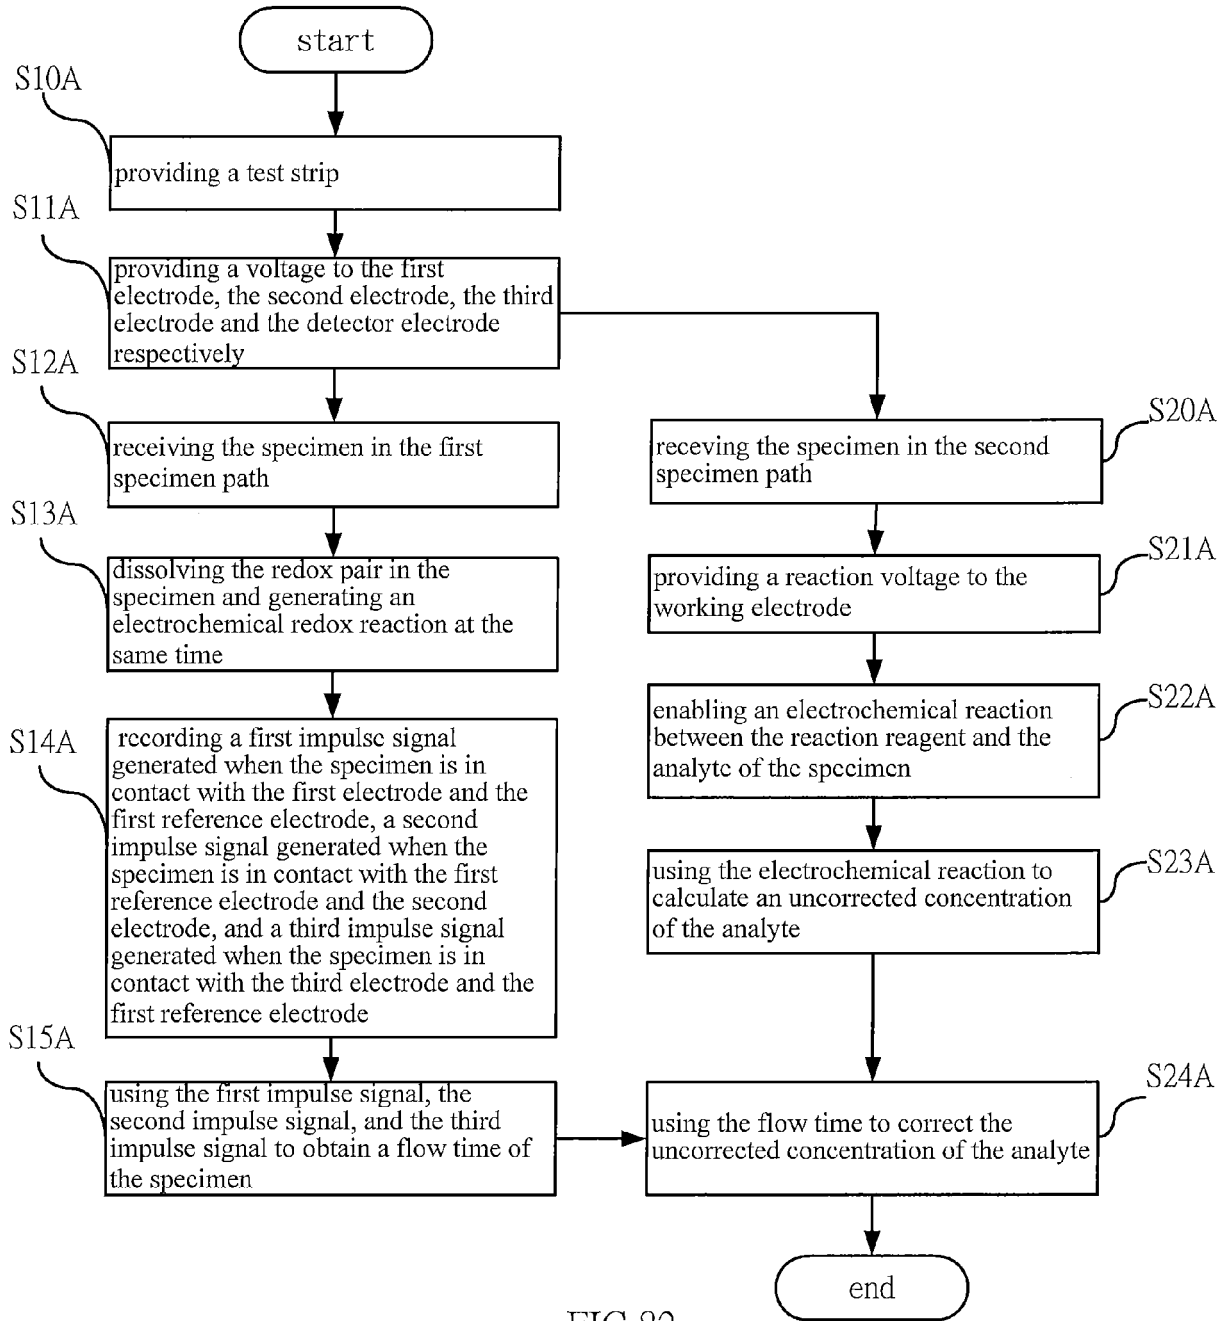 start
S10A
providing a test strip
S11A
providing a voltage to the first
electrode, the second electrode, the third
electrode and the detector electrode
respectively
S12A
receiving the specimen in the first
specimen path
S13A
dissolving the redox pair in the
specimen and generating an
electrochemical redox reaction at the
same time
S14A
recording a first impulse signal
generated when the specimen is in
contact with the first electrode and the
first reference electrode, a second
impulse signal generated when the
specimen is in contact with the first
reference electrode and the second
electrode, and a third impulse signal
generated when the specimen is in
contact with the third electrode and the
first reference electrode
S15A
using the first impulse signal, the
second impulse signal, and the third
impulse signal to obtain a flow time of
the specimen
S20A
receving the specimen in the second
specimen path
S21A
providing a reaction voltage to the
working electrode
S22A
enabling an electrochemical reaction
between the reaction reagent and the
analyte of the specimen
S23A
using the electrochemical reaction to
calculate an uncorrected concentration
of the analyte
S24A
using the flow time to correct the
uncorrected concentration of the analyte
end